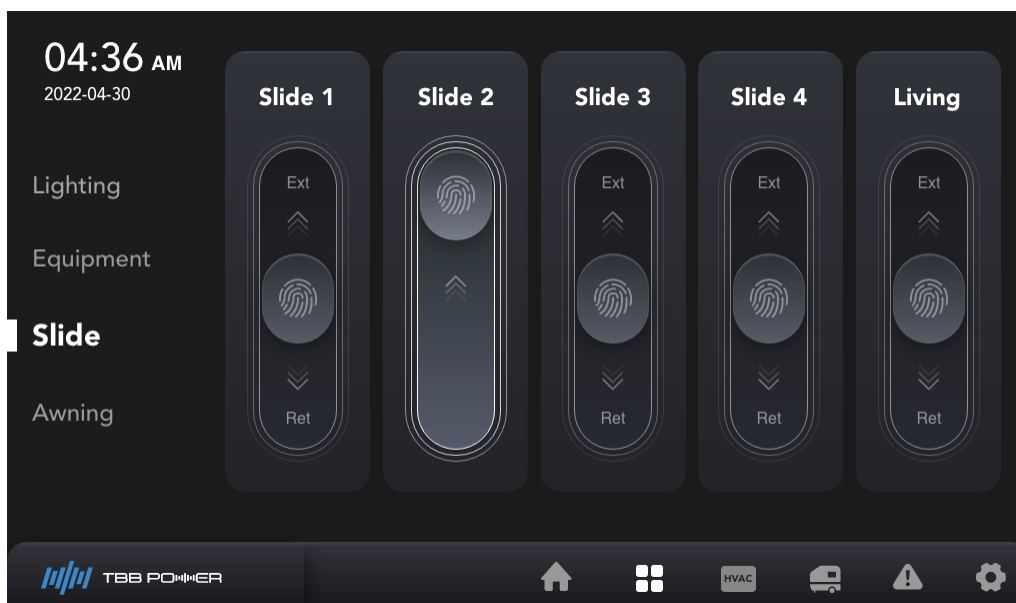 04:36 AM
2022-04-30
Lighting
Equipment
Slide
Awning
Slide 1
Ext
Ret
Slide 2
Slide 3
Ext
Ret
Slide 4
Ext
Ret
Living
Ext
Ret
TBB POWER
HVAC